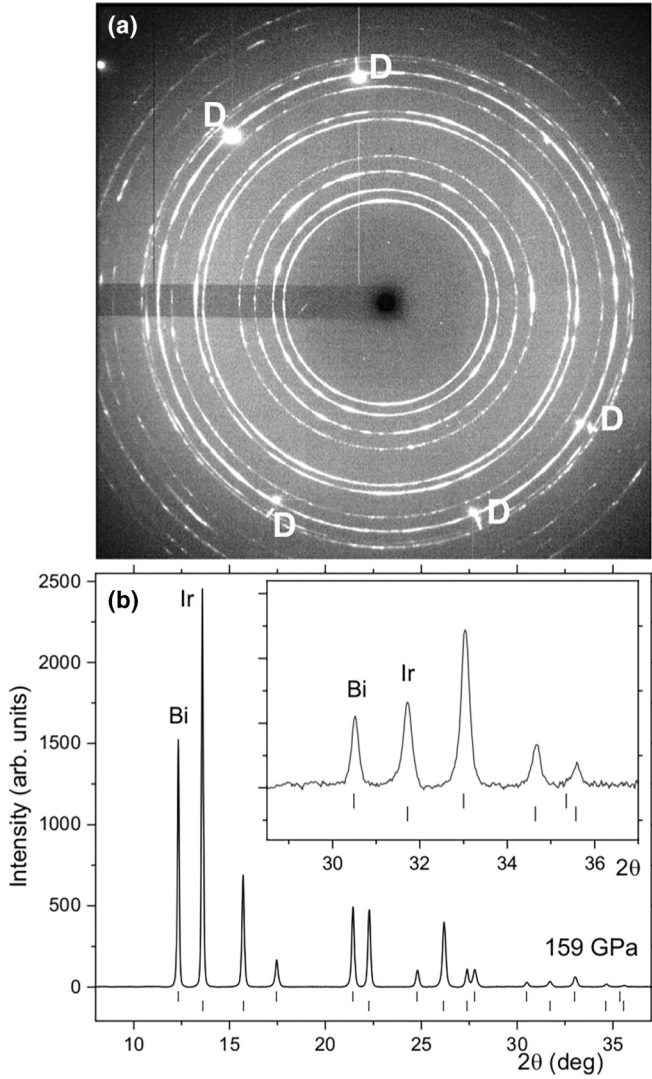 (a)
D
D
D
D
D
(b)
Ir
Bi
Bi
Ir
30
32
34
36
2θ
159 GPa
2500
2000
1500
1000
500
0
Intensity (arb. units)
10
15
20
25
30
35
2θ (deg)